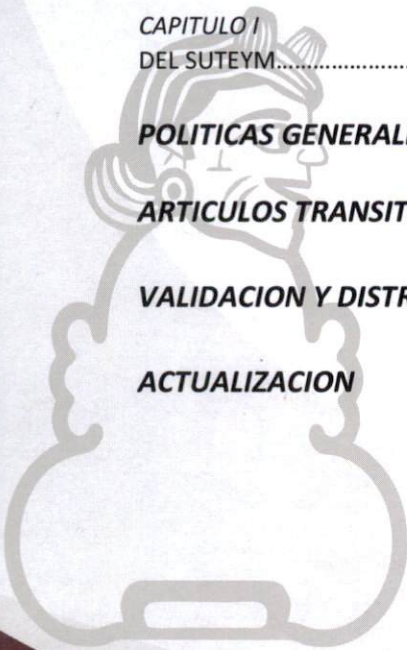 CAPITULO I
DEL SUTEYM.....................
POLITICAS GENERAL
ARTICULOS TRANSIT
VALIDACION Y DISTR
ACTUALIZACION